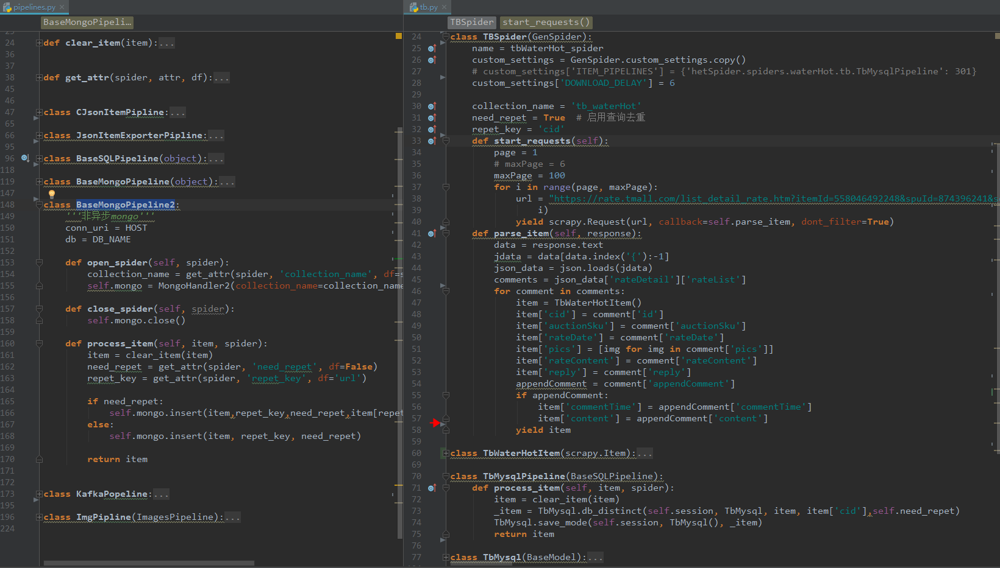 pipelines.py
BaseMongoPipeli...
24 def clear_item(item):...
36
37
38 def get_attr(spider, attr, df):...
45
46
47 class CJsonItemPipline:...
65
66 class JsonItemExporterPipline:...
95
96 class BaseSQLPipeline(object):...
118
119 class BaseMongoPipeline(object):...
147
148 class BaseMongoPipeline2:
149 '''非异步mongo'''
150 conn_uri = HOST
151 db = DB_NAME
152
153 def open_spider(self, spider):
154 collection_name = get_attr(spider, 'collection_name', df=s
155 self.mongo = MongoHandler2(collection_name=collection_name
156
157 def close_spider(self, spider):
158 self.mongo.close()
159
160 def process_item(self, item, spider):
161 item = clear_item(item)
162 need_repet = get_attr(spider, 'need_repet', df=False)
163 repet_key = get_attr(spider, 'repet_key', df='url')
164
165 if need_repet:
166 self.mongo.insert(item,repet_key,need_repet,item[repet
167 else:
168 self.mongo.insert(item, repet_key, need_repet)
169
170 return item
171
172
173 class KafkaPopeline:...
195
196 class ImgPipline(ImagesPipeline):...
224
tb.py
TBSpider start_requests()
24 class TBSpider(GenSpider):
25 name = tbWaterHot_spider
26 custom_settings = GenSpider.custom_settings.copy()
27 # custom_settings['ITEM_PIPELINES'] = {'hetSpider.spiders.waterHot.tb.TbMysqlPipeline': 301}
28 custom_settings['DOWNLOAD_DELAY'] = 6
29
30 collection_name = 'tb_waterHot'
31 need_repet = True # 启用查询去重
32 repet_key = 'cid'
33 def start_requests(self):
34 page = 1
35 # maxPage = 6
36 maxPage = 100
37 for i in range(page, maxPage):
38 url = "https://rate.tmall.com/list_detail_rate.htm?itemId=558046492248&spuId=874396241&s
39 i)
40 yield scrapy.Request(url, callback=self.parse_item, dont_filter=True)
41 def parse_item(self, response):
42 data = response.text
43 jdata = data[data.index('{'):-1]
44 json_data = json.loads(jdata)
45 comments = json_data['rateDetail']['rateList']
46 for comment in comments:
47 item = TbWaterHotItem()
48 item['cid'] = comment['id']
49 item['auctionSku'] = comment['auctionSku']
50 item['rateDate'] = comment['rateDate']
51 item['pics'] = [img for img in comment['pics']]
52 item['rateContent'] = comment['rateContent']
53 item['reply'] = comment['reply']
54 appendComment = comment['appendComment']
55 if appendComment:
56 item['commentTime'] = appendComment['commentTime']
57 item['content'] = appendComment['content']
58 yield item
59
60 class TbWaterHotItem(scrapy.Item):...
69
70 class TbMysqlPipeline(BaseSQLPipeline):
71 def process_item(self, item, spider):
72 item = clear_item(item)
73 _item = TbMysql.db_distinct(self.session, TbMysql, item, item['cid'],self.need_repet)
74 TbMysql.save_mode(self.session, TbMysql(), _item)
75 return item
76
77 class TbMysql(BaseModel):...